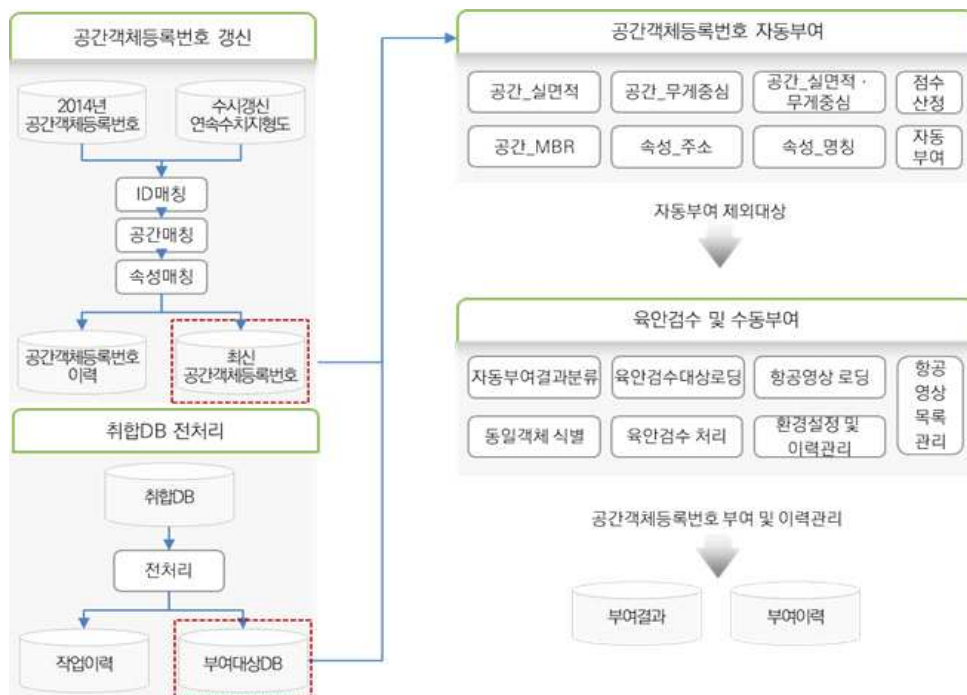 공간객체등록번호 갱신
2014년
공간객체등록번호
수시갱신
연속수치지형도
ID매칭
공간매칭
속성매칭
공간객체등록번호
이력
최신
공간객체등록번호
취합DB 전처리
취합DB
전처리
작업이력
부여대상DB
공간객체등록번호 자동부여
공간_실면적
공간_무게중심
공간_실면적 ·
무게중심
점수
산정
공간_MBR
속성_주소
속성_명칭
자동
부여
자동부여 제외대상
육안검수 및 수동부여
자동부여결과분류
육안검수대상로딩
항공영상 로딩
항공
영상
목록
관리
동일객체 식별
육안검수 처리
환경설정 및
이력관리
공간객체등록번호 부여 및 이력관리
부여결과
부여이력